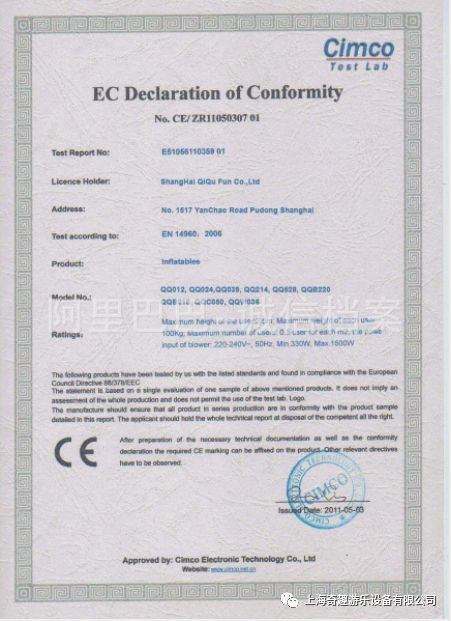 Cimco
Test Lab
EC Declaration of Conformity
No. CE/ ZR11050307 01
Test Report No: ES1056110359 01
Licence Holder: ShangHai QiQu Fun Co.,Ltd
Address: No. 1517 YanChao Road Pudong Shanghai
Test according to: EN 14960：2006
Product: Inflatables
Model No.: QQ012, QQ024,QQ039, QQ214, QQ528, QQB220
Ratings: Maximum height of Maximum weight of each user
100Kg; Maximum number of users: 0.5 user for each the power
input of blower: 220-240V~, 50Hz, Min.330W, Max.1500W
The following products have been tested by us with the listed standards and found in compliance with the European
Council Directive 88/378/EEC
The statement is based on a single evaluation of one sample of above mentioned products. It does not imply an
assessment of the whole production and does not permit the use of the test lab. Logo.
The manufacture should ensure that all product in series production are in conformity with the product sample
detailed in this report. The applicant should hold the whole technical report at disposal of the competent all the right.
CE
After preparation of the necessary technical documentation as well as the conformity
declaration the required CE marking can be affixed on the product. Other relevant directives
have to be observed.
CIMCO
Issued Date: 2011-05-03
Approved by: Cimco Electronic Technology Co., Ltd
Website: www.cimco.net.cn
阿里巴巴诚信档案
上海奇趣游乐设备有限公司